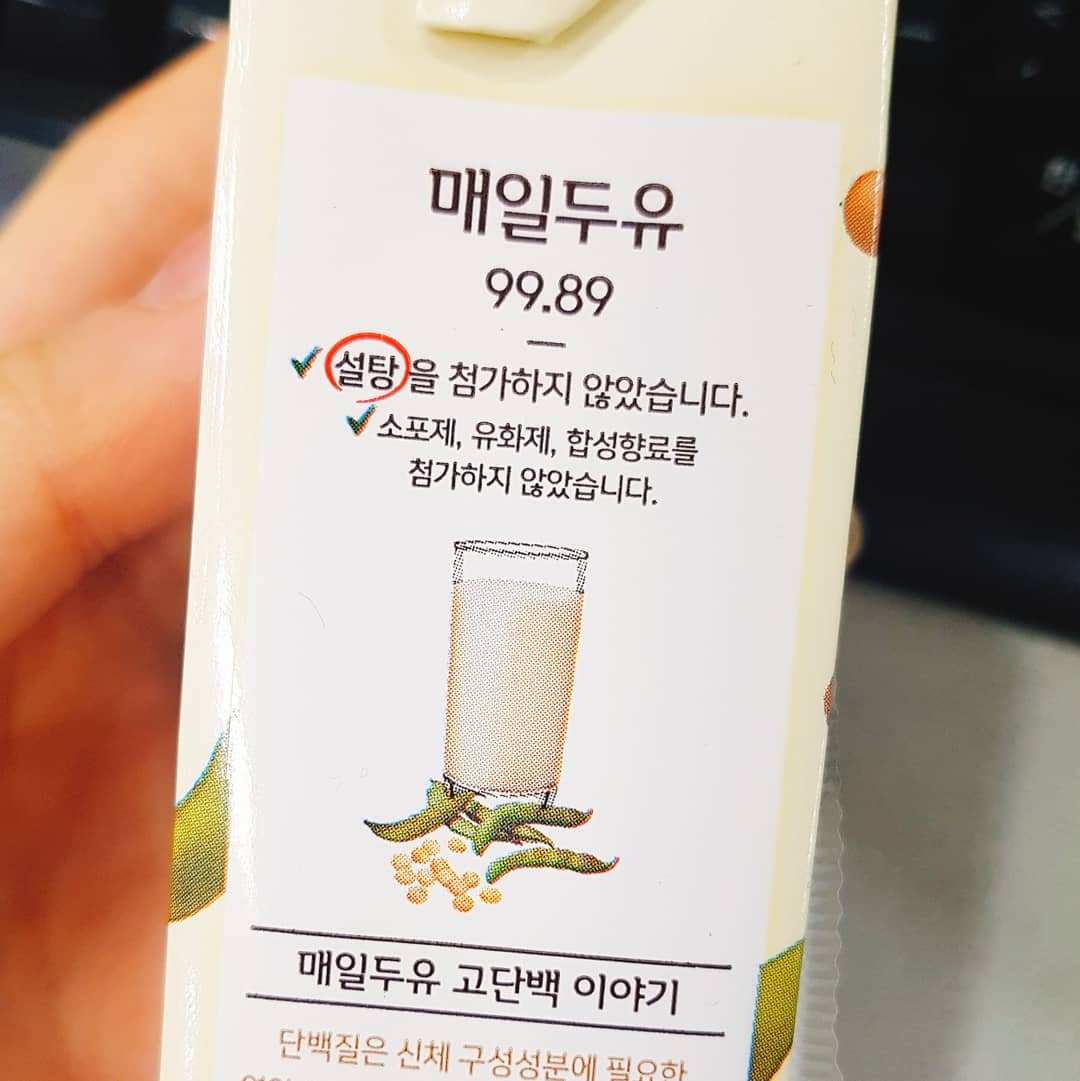 매일두유
99.89
설탕을 첨가하지 않았습니다.
소포제, 유화제, 합성향료를
첨가하지 않았습니다.
매일두유 고단백 이야기
단백질은 신체 구성성분에 필요한